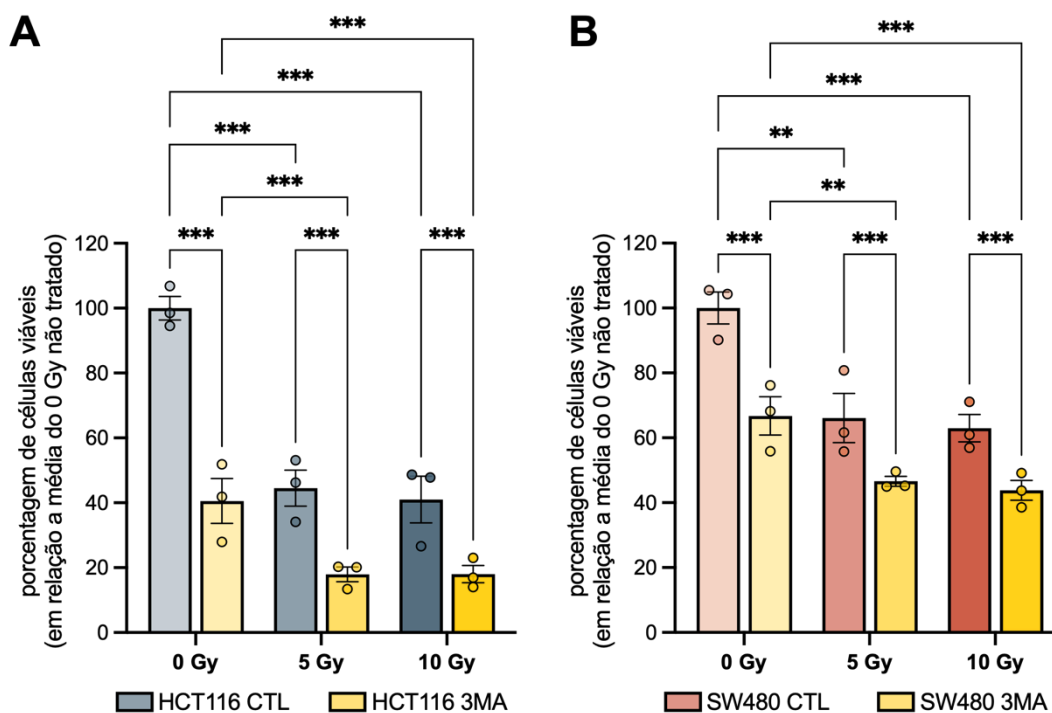 A
***
***
***
***
*** *** ***
porcentagem de células viáveis
(em relação a média do 0 Gy não tratado)
120
100
80
60
40
20
0
0 Gy 5 Gy 10 Gy
HCT116 CTL HCT116 3MA
B
***
***
**
**
*** *** ***
porcentagem de células viáveis
(em relação a média do 0 Gy não tratado)
120
100
80
60
40
20
0
0 Gy 5 Gy 10 Gy
SW480 CTL SW480 3MA